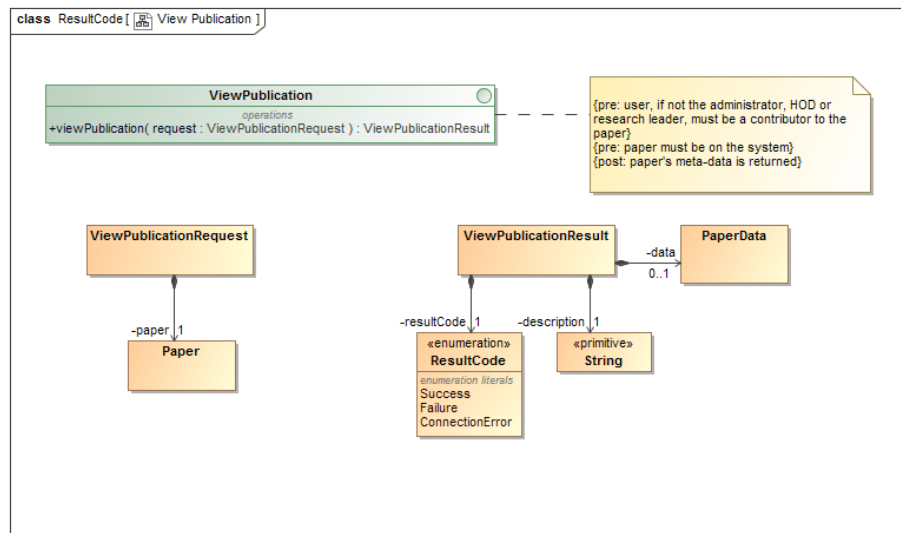 class ResultCode [ View Publication ]
ViewPublication
operations
+viewPublication( request : ViewPublicationRequest ) : ViewPublicationResult
{pre: user, if not the administrator, HOD or
research leader, must be a contributor to the
paper}
{pre: paper must be on the system}
{post: paper's meta-data is returned}
ViewPublicationRequest
-paper 1
Paper
ViewPublicationResult
-data
0..1
PaperData
-resultCode 1
-description 1
«enumeration»
ResultCode
enumeration literals
Success
Failure
ConnectionError
«primitive»
String